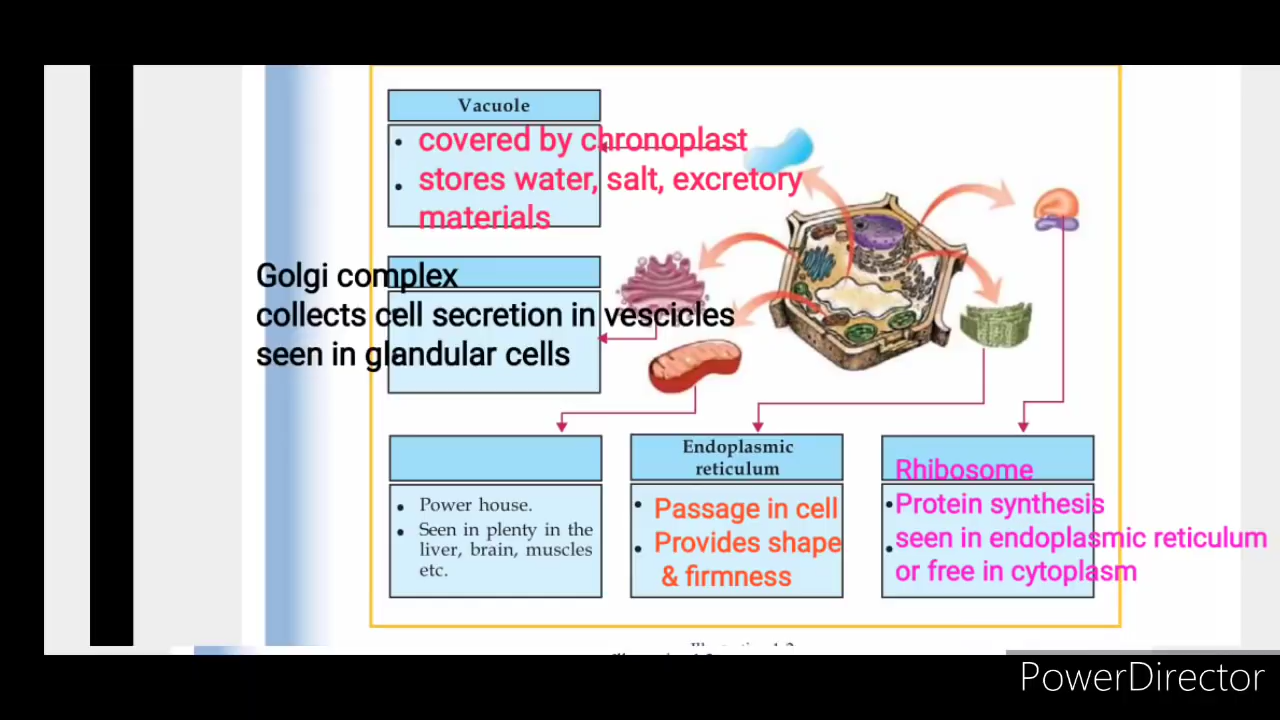 Vacuole
• covered by chronoplast
• stores water, salt, excretory
materials
Golgi complex
collects cell secretion in vescicles
seen in glandular cells
• Power house.
• Seen in plenty in the
liver, brain, muscles
etc.
Endoplasmic
reticulum
• Passage in cell
• Provides shape
& firmness
Rhibosome
• Protein synthesis
• seen in endoplasmic reticulum
or free in cytoplasm
PowerDirector